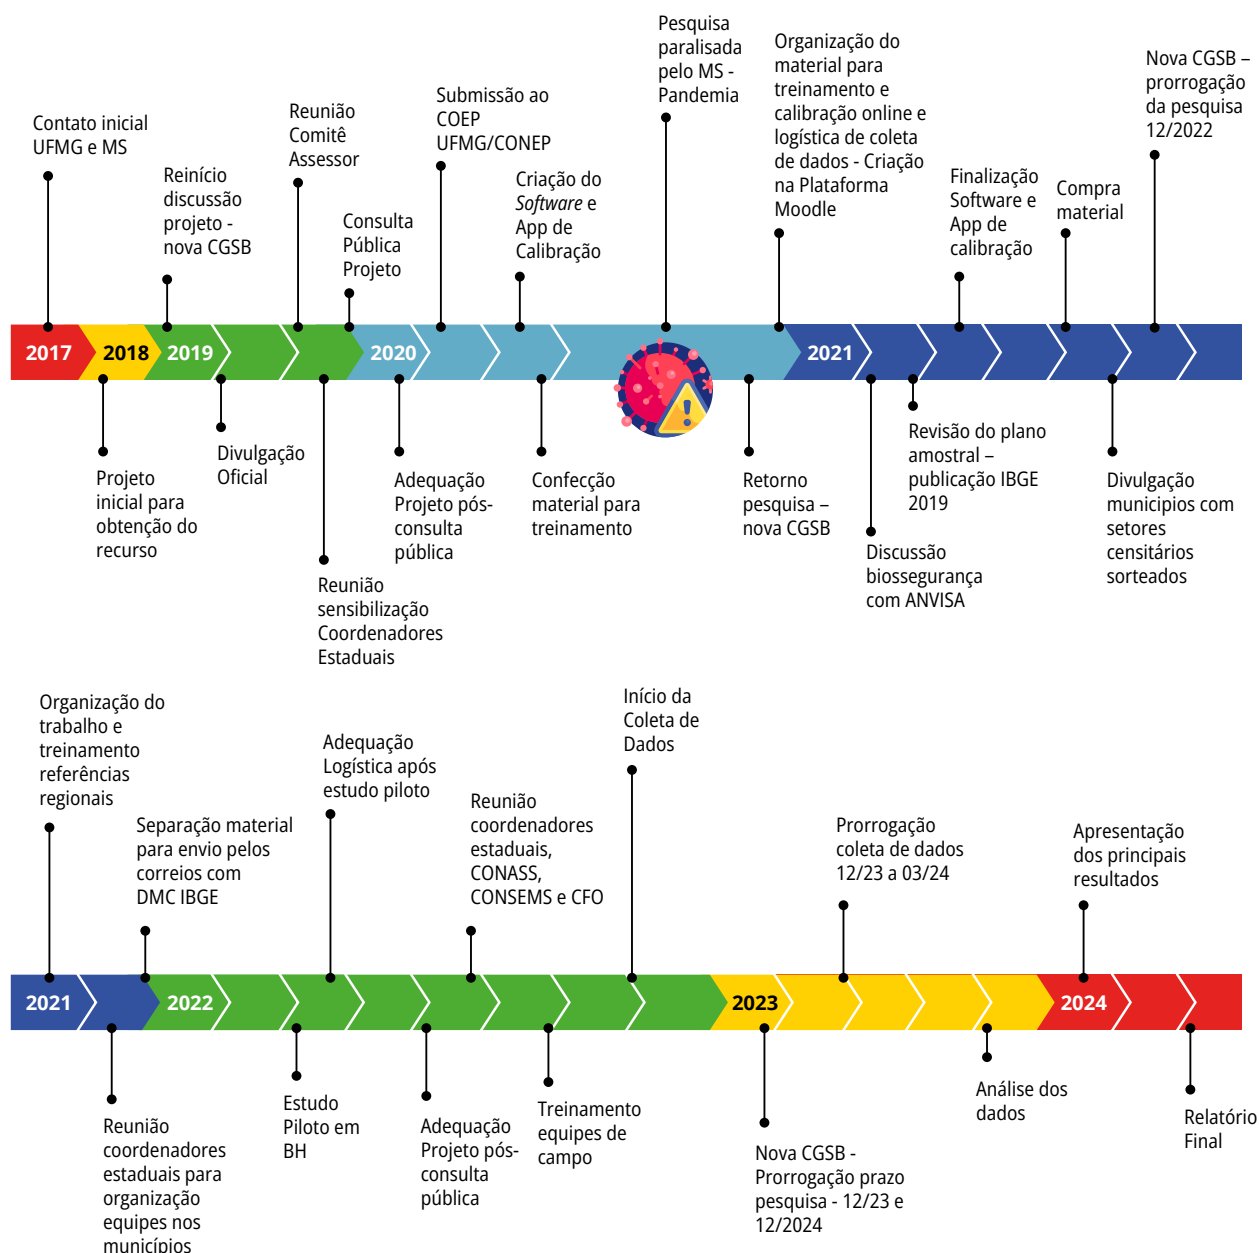 Contato inicial
UFMG e MS
Reinício
discussão
projeto -
nova CGSB
Reunião
Comitê
Assessor
Consulta
Pública
Projeto
Submissão ao
COEP
UFMG/CONEP
Criação do
Software e
App de
Calibração
Pesquisa
paralisada
pelo MS -
Pandemia
Organização do
material para
treinamento e
calibração online e
logística de coleta
de dados - Criação
na Plataforma
Moodle
Finalização
Software e
App de
calibração
Compra
material
Nova CGSB –
prorrogação
da pesquisa
12/2022
2017
2018
2019
2020
2021
Projeto
inicial para
obtenção do
recurso
Divulgação
Oficial
Reunião
sensibilização
Coordenadores
Estaduais
Adequação
Projeto pós-
consulta
pública
Confecção
material para
treinamento
Retorno
pesquisa –
nova CGSB
Discussão
biossegurança
com ANVISA
Revisão do plano
amostral –
publicação IBGE
2019
Divulgação
municipios com
setores
censitários
sorteados
Organização do
trabalho e
treinamento
referências
regionais
Separação material
para envio pelos
correios com
DMC IBGE
Adequação
Logística após
estudo piloto
Reunião
coordenadores
estaduais,
CONASS,
CONSEMS e CFO
Início da
Coleta de
Dados
Prorrogação
coleta de dados
12/23 a 03/24
Apresentação
dos principais
resultados
2021
2022
2023
2024
Reunião
coordenadores
estaduais para
organização
equipes nos
municípios
Estudo
Piloto em
BH
Adequação
Projeto pós-
consulta
pública
Treinamento
equipes de
campo
Nova CGSB -
Prorrogação prazo
pesquisa - 12/23 e
12/2024
Análise dos
dados
Relatório
Final